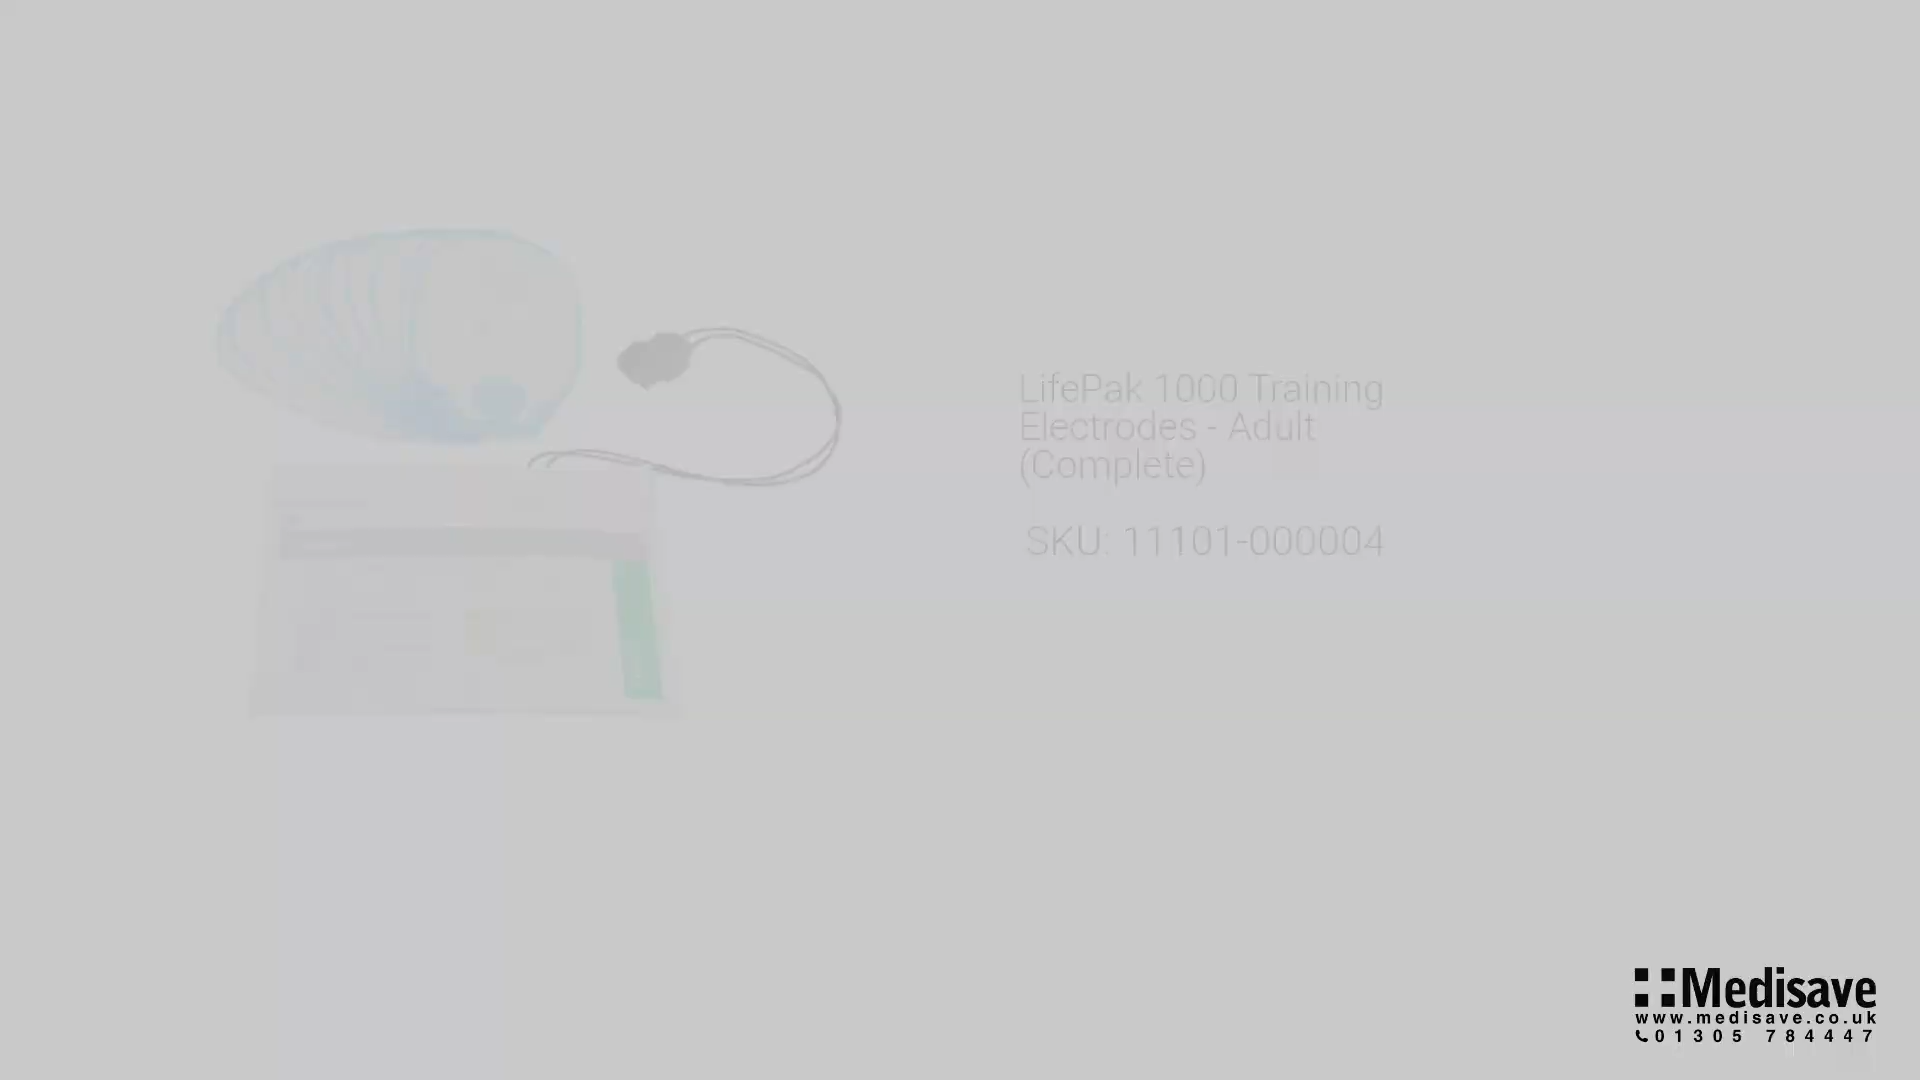 LifePak 1000 Training
Electrodes - Adult
(Complete)
SKU: 11101-000004
Medisave
www.medisave.co.uk
01305 784447